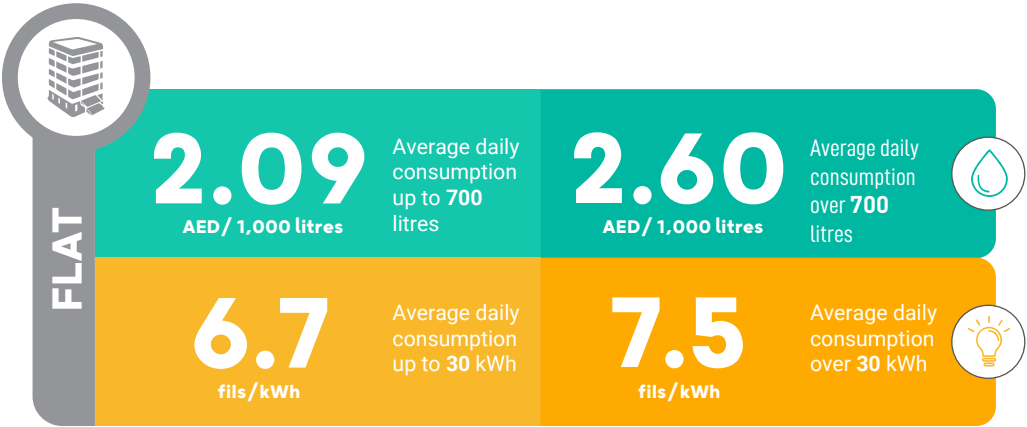 FLAT
2.09
AED/ 1,000 litres
Average daily
consumption
up to 700
litres
2.60
AED/ 1,000 litres
Average daily
consumption
over 700
litres
6.7
fils/kWh
Average daily
consumption
up to 30 kWh
7.5
fils/kWh
Average daily
consumption
over 30 kWh